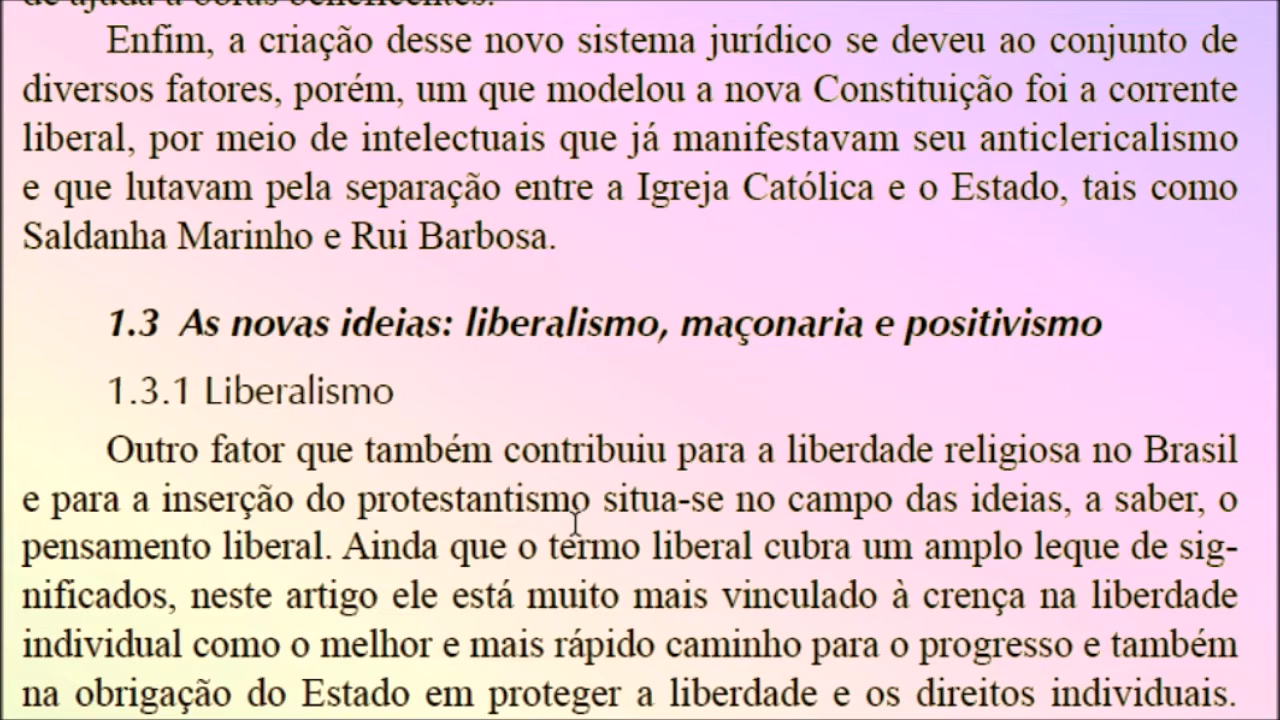 de ajuda a obras beneficentes.
Enfim, a criação desse novo sistema jurídico se deveu ao conjunto de
diversos fatores, porém, um que modelou a nova Constituição foi a corrente
liberal, por meio de intelectuais que já manifestavam seu anticlericalismo
e que lutavam pela separação entre a Igreja Católica e o Estado, tais como
Saldanha Marinho e Rui Barbosa.
1.3 As novas ideias: liberalismo, maçonaria e positivismo
1.3.1 Liberalismo
Outro fator que também contribuiu para a liberdade religiosa no Brasil
e para a inserção do protestantismo situa-se no campo das ideias, a saber, o
pensamento liberal. Ainda que o termo liberal cubra um amplo leque de sig-
nificados, neste artigo ele está muito mais vinculado à crença na liberdade
individual como o melhor e mais rápido caminho para o progresso e também
na obrigação do Estado em proteger a liberdade e os direitos individuais.